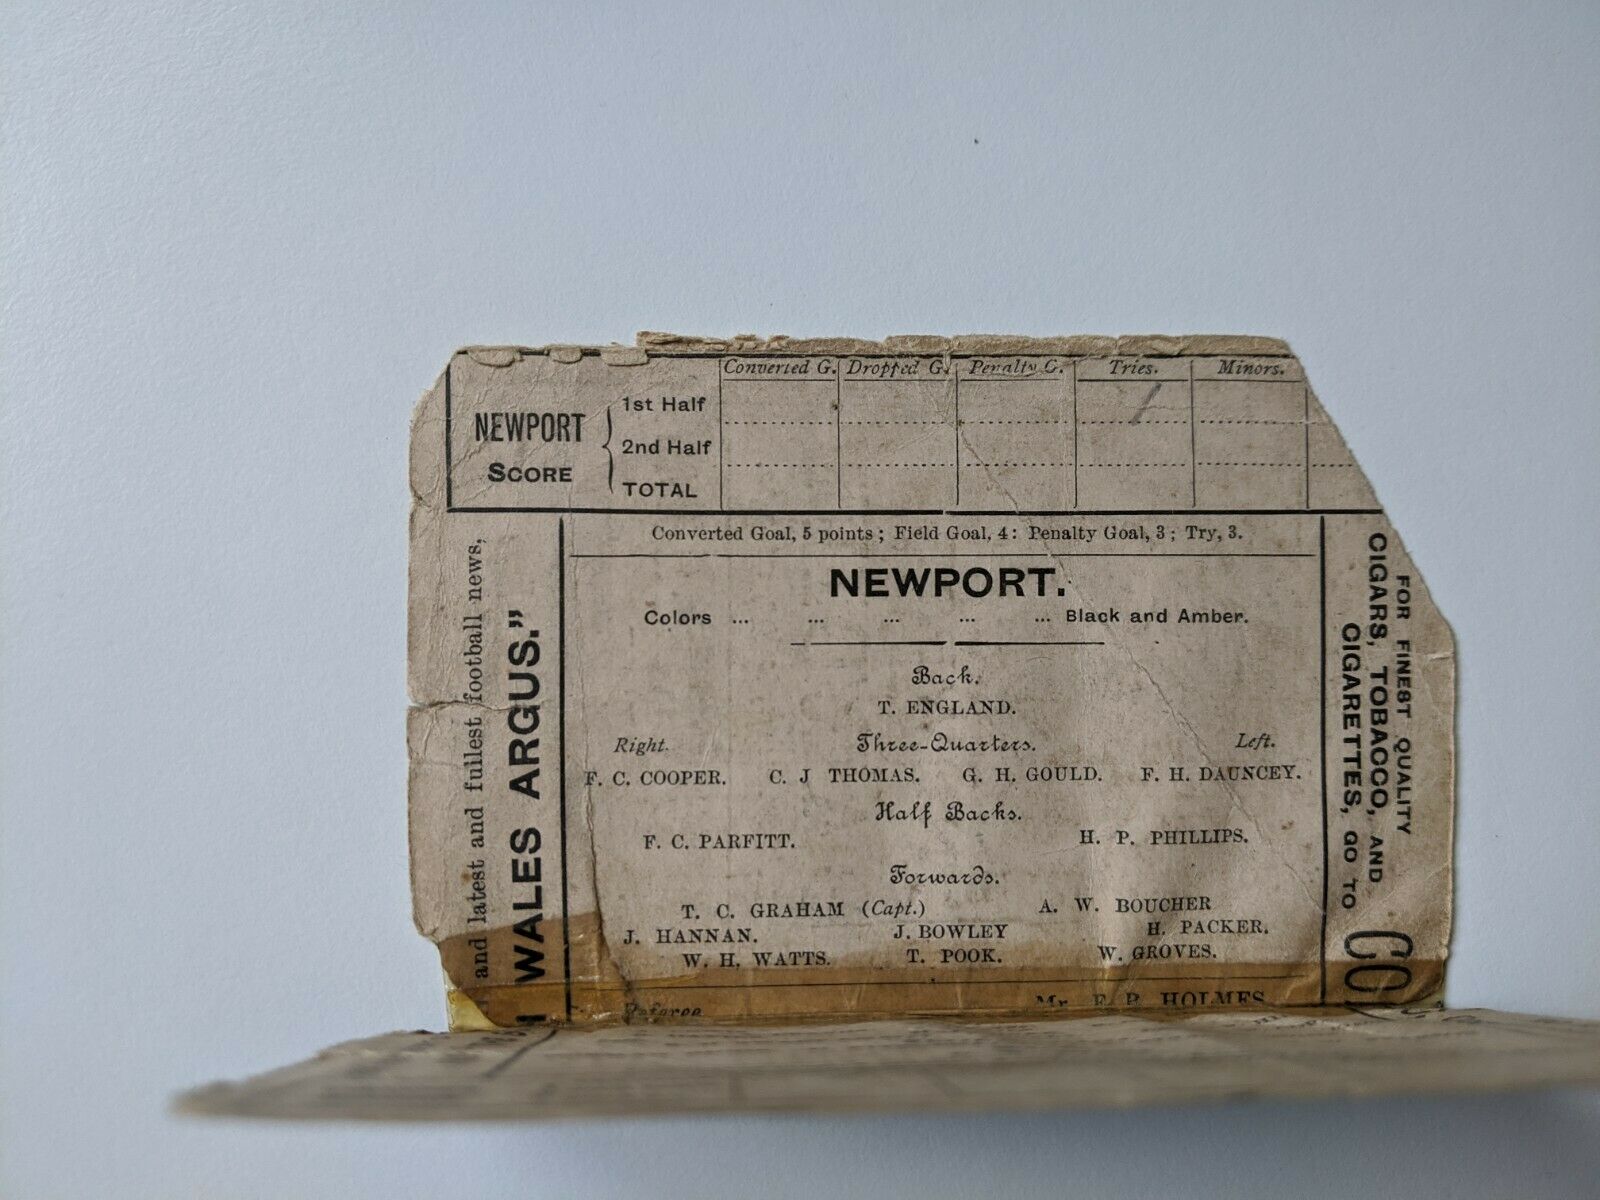 Converted G. Dropped G. Penalty G. Tries. Minors.
NEWPORT
SCORE
1st Half
2nd Half
TOTAL
Converted Goal, 5 points; Field Goal, 4: Penalty Goal, 3; Try, 3.
NEWPORT.
Colors ... ... ... ... ... Black and Amber.
Back.
T. ENGLAND.
Right. Three-Quarters. Left.
F. C. COOPER. C. J THOMAS. G. H. GOULD. F. H. DAUNCEY.
Half Backs.
F. C. PARFITT. H. P. PHILLIPS.
Forwards.
T. C. GRAHAM (Capt.) A. W. BOUCHER
J. HANNAN. J. BOWLEY H. PACKER.
W. H. WATTS. T. POOK. W. GROVES.
Referee Mr. E. B. HOLMES
and latest and fullest football news,
WALES ARGUS."
FOR FINEST QUALITY
CIGARS, TOBACCO, AND
CIGARETTES, GO TO
CO